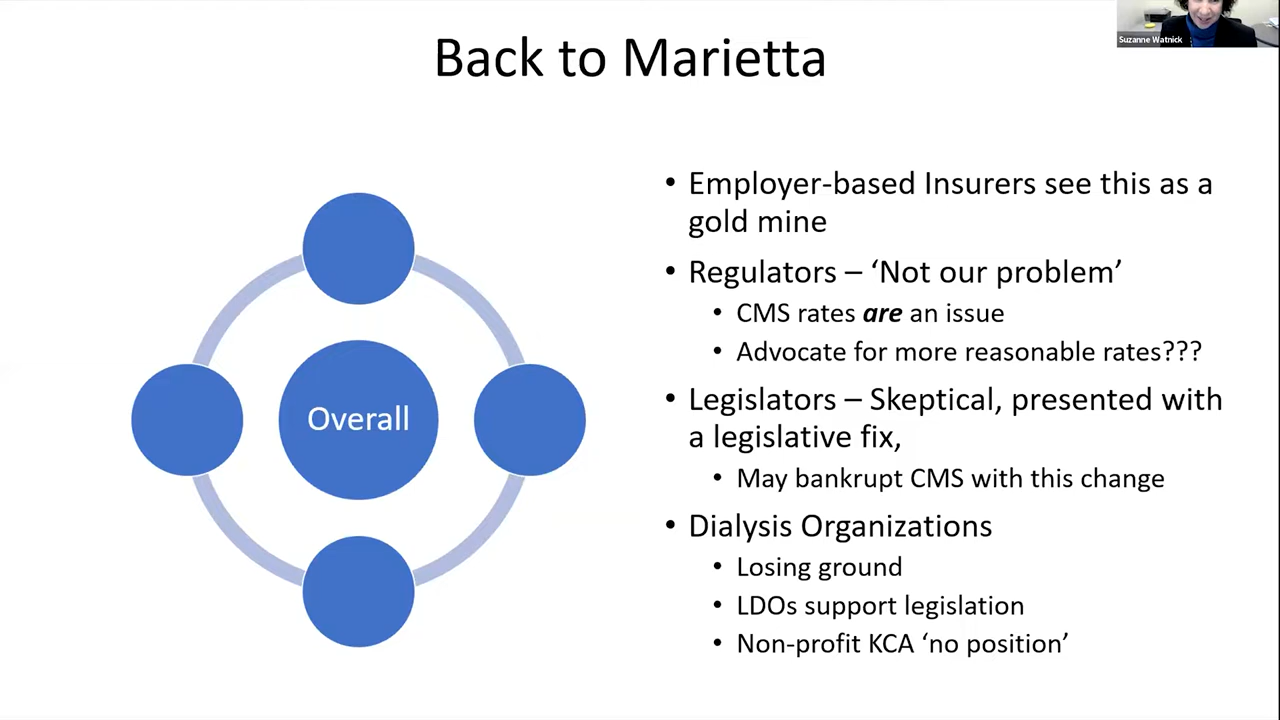 Suzanne Watnick
Back to Marietta
Overall
• Employer-based Insurers see this as a
gold mine
• Regulators – ‘Not our problem’
• CMS rates are an issue
• Advocate for more reasonable rates???
• Legislators – Skeptical, presented with
a legislative fix,
• May bankrupt CMS with this change
• Dialysis Organizations
• Losing ground
• LDOs support legislation
• Non-profit KCA ‘no position’